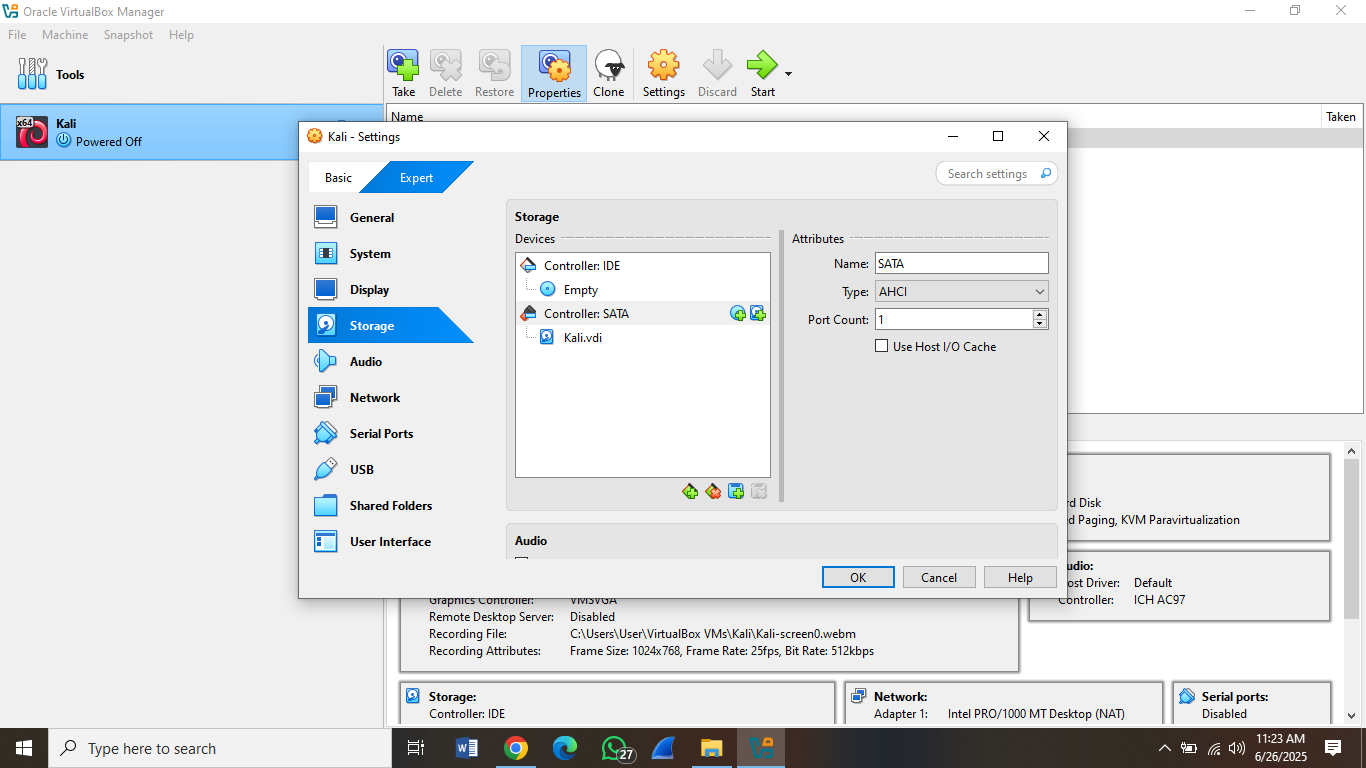 Oracle VirtualBox Manager
File Machine Snapshot Help
Tools
Take Delete Restore Properties Clone Settings Discard Start
Name Taken
x64
Kali
Powered Off
Kali - Settings
Basic Expert
Search settings
General
System
Display
Storage
Audio
Network
Serial Ports
USB
Shared Folders
User Interface
Storage
Devices
Controller: IDE
Empty
Controller: SATA
Kali.vdi
Attributes
Name: SATA
Type: AHCI
Port Count: 1
Use Host I/O Cache
Audio
OK Cancel Help
rd Disk
d Paging, KVM Paravirtualization
udio:
ost Driver: Default
Controller: ICH AC97
Graphics Controller: VMSVGA
Remote Desktop Server: Disabled
Recording File: C:\Users\User\VirtualBox VMs\Kali\Kali-screen0.webm
Recording Attributes: Frame Size: 1024x768, Frame Rate: 25fps, Bit Rate: 512kbps
Storage:
Controller: IDE
Network:
Adapter 1: Intel PRO/1000 MT Desktop (NAT)
Serial ports:
Disabled
Type here to search
27
11:23 AM
6/26/2025